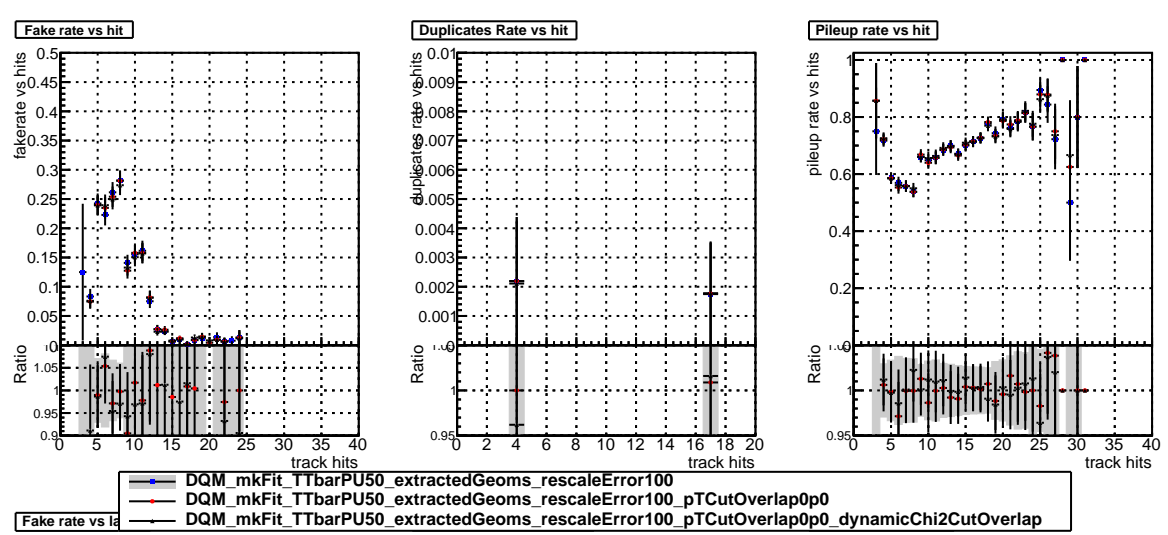 Fake rate vs hit
Duplicates Rate vs hit
Pileup rate vs hit
fakerate vs hits
0.5
0.45
0.4
0.35
0.3
0.25
0.2
0.15
0.1
0.05
0
Ratio
1.05
1
0.95
0.9
0 5 10 15 20 25 30 35 40
track hits
duplicates rate vs hits
0.01
0.009
0.008
0.007
0.006
0.005
0.004
0.003
0.002
0.001
Ratio
1
0.95
0 2 4 6 8 10 12 14 16 18 20
track hits
pileup rate vs hits
1
0.8
0.6
0.4
0.2
Ratio
1
0.95
0 5 10 15 20 25 30 35 40
track hits
DQM_mkFit_TTbarPU50_extractedGeoms_rescaleError100
DQM_mkFit_TTbarPU50_extractedGeoms_rescaleError100_pTCutOverlap0p0
DQM_mkFit_TTbarPU50_extractedGeoms_rescaleError100_pTCutOverlap0p0_dynamicChi2CutOverlap
Fake rate vs la